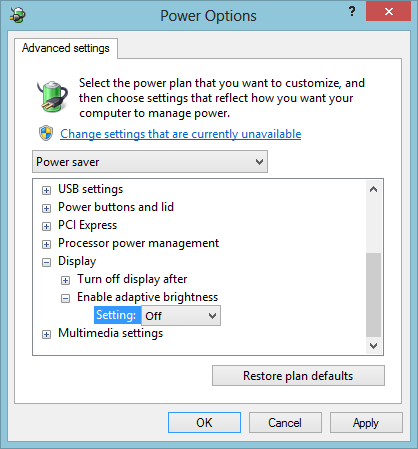 Power Options
?
Advanced settings
Select the power plan that you want to customize, and
then choose settings that reflect how you want your
computer to manage power.
Change settings that are currently unavailable
Power saver
USB settings
Power buttons and lid
PCI Express
Processor power management
Display
Turn off display after
Enable adaptive brightness
Setting: Off
Multimedia settings
Restore plan defaults
OK Cancel Apply